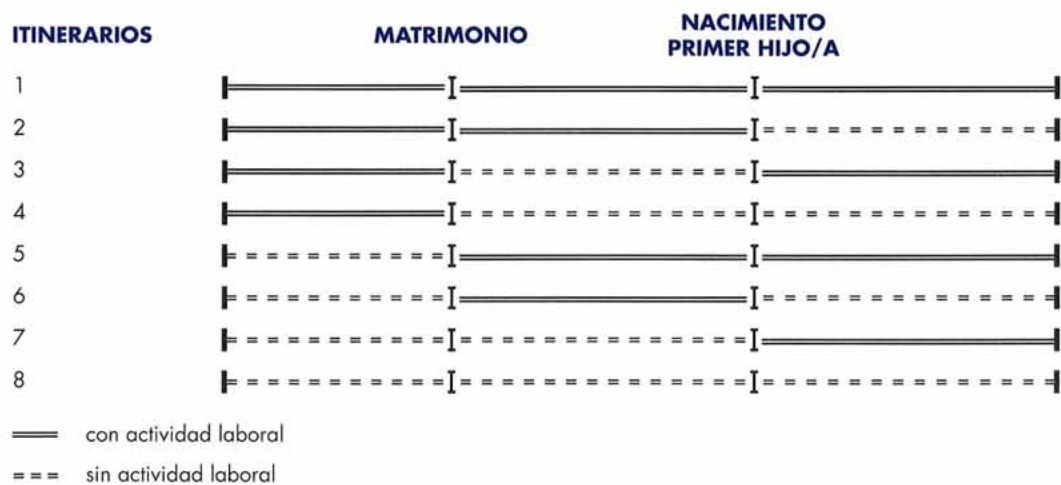 ITINERARIOS MATRIMONIO NACIMIENTO PRIMER HIJO/A
1
2
3
4
5
6
7
8
con actividad laboral
sin actividad laboral